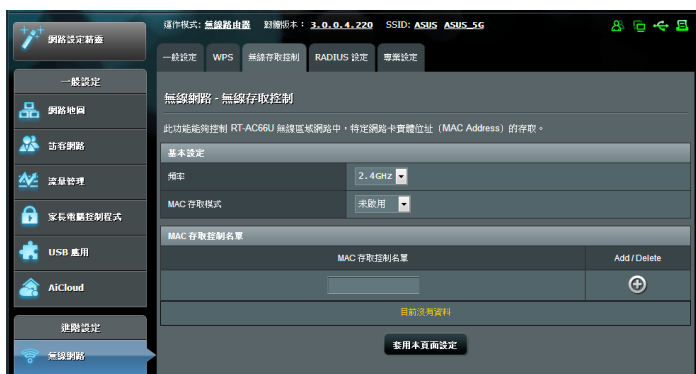 運作模式: 無線路由器 韌體版本: 3.0.0.4.220 SSID: ASUS ASUS_5G
網路設定精靈
一般設定 WPS 無線存取控制 RADIUS 設定 專業設定
一般設定
網路地圖
訪客網路
流量管理
家長電腦控制程式
USB 應用
AiCloud
進階設定
無線網路
無線網路 - 無線存取控制
此功能能夠控制 RT-AC66U 無線區域網路中，特定網路卡實體位址（MAC Address）的存取。
基本設定
頻率 2.4GHz
MAC 存取模式 未啟用
MAC 存取控制名單
MAC 存取控制名單 Add / Delete
目前沒有資料
套用本頁面設定